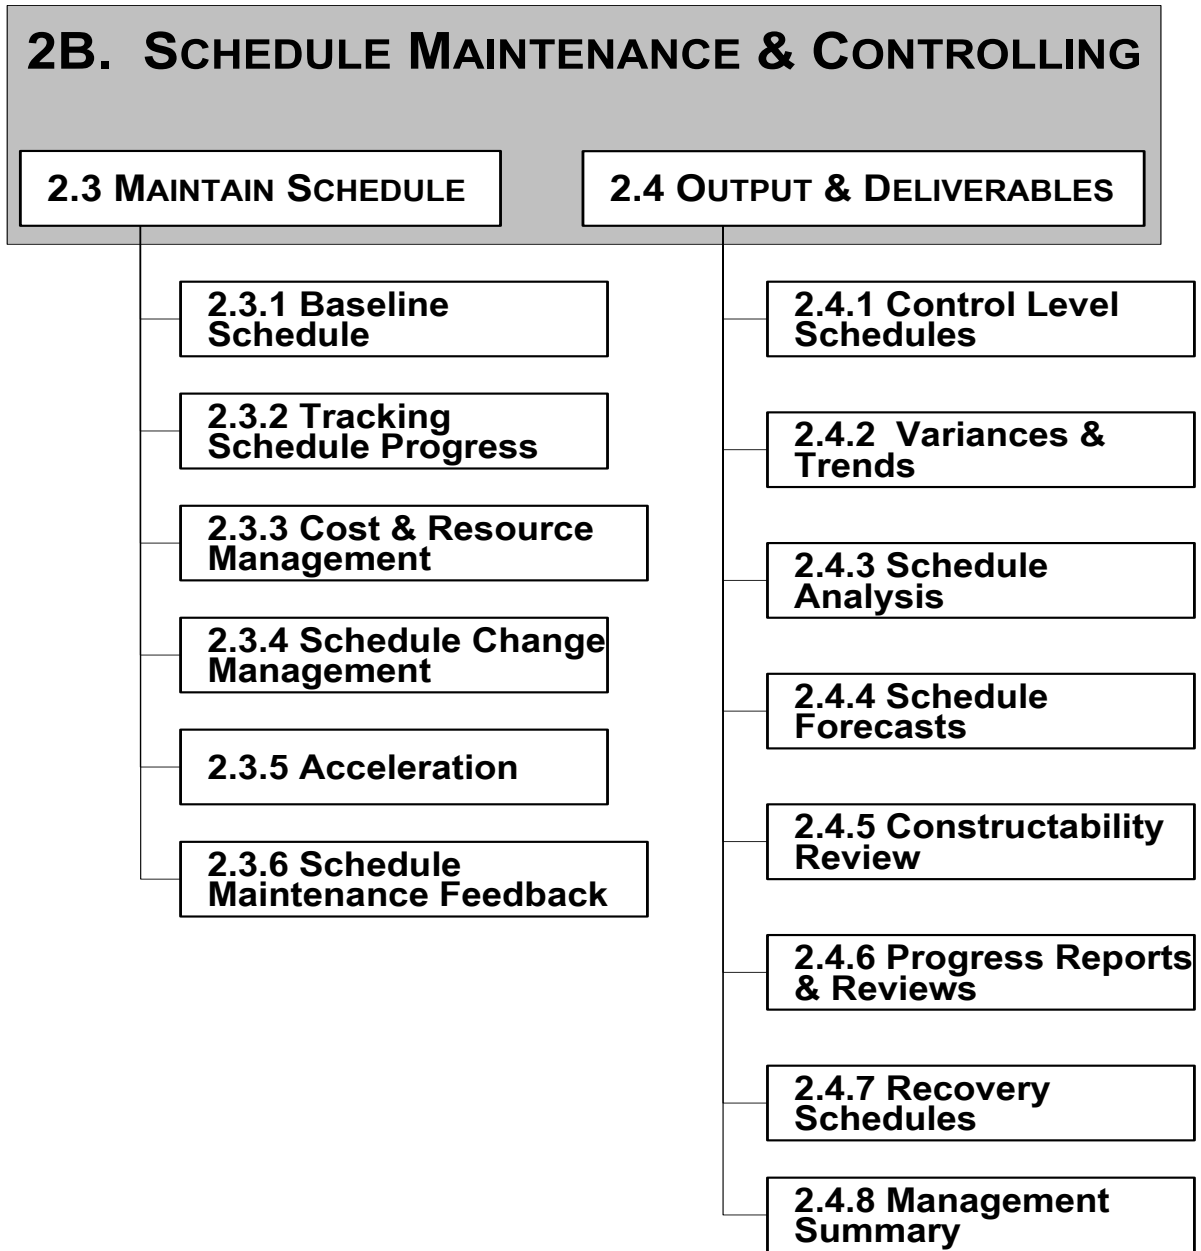 2B. SCHEDULE MAINTENANCE & CONTROLLING
2.3 MAINTAIN SCHEDULE
2.3.1 Baseline
Schedule
2.3.2 Tracking
Schedule Progress
2.3.3 Cost & Resource
Management
2.3.4 Schedule Change
Management
2.3.5 Acceleration
2.3.6 Schedule
Maintenance Feedback
2.4 OUTPUT & DELIVERABLES
2.4.1 Control Level
Schedules
2.4.2 Variances &
Trends
2.4.3 Schedule
Analysis
2.4.4 Schedule
Forecasts
2.4.5 Constructability
Review
2.4.6 Progress Reports
& Reviews
2.4.7 Recovery
Schedules
2.4.8 Management
Summary